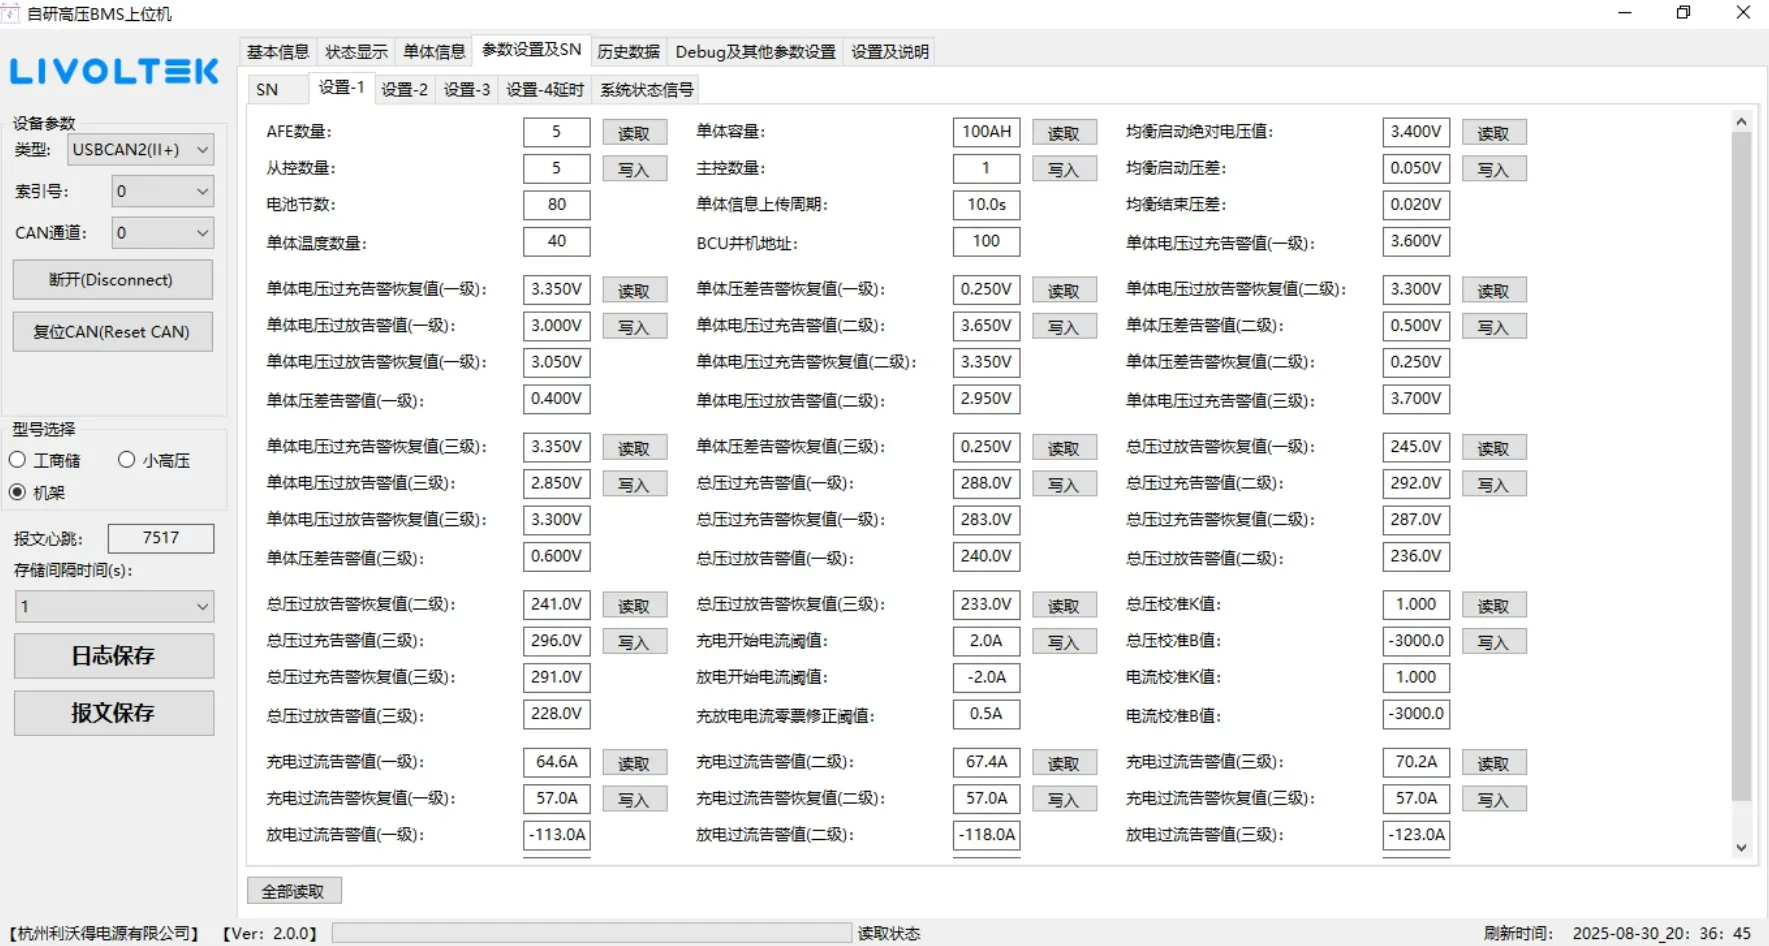 自研高压BMS上位机
LIVOLTEK
基本信息 状态显示 单体信息 参数设置及SN 历史数据 Debug及其他参数设置 设置及说明
SN 设置-1 设置-2 设置-3 设置-4延时 系统状态信号
设备参数
类型: USBCAN2(II+)
索引号: 0
CAN通道: 0
断开(Disconnect)
复位CAN(Reset CAN)
型号选择
工商储 小高压
机架
报文心跳: 7517
存储间隔时间(s):
1
日志保存
报文保存
AFE数量: 5 读取 单体容量: 100AH 读取 均衡启动绝对电压值: 3.400V 读取
从控数量: 5 写入 主控数量: 1 写入 均衡启动压差: 0.050V 写入
电池节数: 80 单体信息上传周期: 10.0s 均衡结束压差: 0.020V
单体温度数量: 40 BCU并机地址: 100 单体电压过充告警值(一级): 3.600V
单体电压过充告警恢复值(一级): 3.350V 读取 单体压差告警恢复值(一级): 0.250V 读取 单体电压过放告警恢复值(二级): 3.300V 读取
单体电压过放告警值(一级): 3.000V 写入 单体电压过充告警值(二级): 3.650V 写入 单体压差告警值(二级): 0.500V 写入
单体电压过放告警恢复值(一级): 3.050V 单体电压过充告警恢复值(二级): 3.350V 单体压差告警恢复值(二级): 0.250V
单体压差告警值(一级): 0.400V 单体电压过放告警值(二级): 2.950V 单体电压过充告警值(三级): 3.700V
单体电压过充告警恢复值(三级): 3.350V 读取 单体压差告警恢复值(三级): 0.250V 读取 总压过放告警恢复值(一级): 245.0V 读取
单体电压过放告警值(三级): 2.850V 写入 总压过充告警值(一级): 288.0V 写入 总压过充告警值(二级): 292.0V 写入
单体电压过放告警恢复值(三级): 3.300V 总压过充告警恢复值(一级): 283.0V 总压过充告警恢复值(二级): 287.0V
单体压差告警值(三级): 0.600V 总压过放告警值(一级): 240.0V 总压过放告警值(二级): 236.0V
总压过放告警恢复值(二级): 241.0V 读取 总压过放告警恢复值(三级): 233.0V 读取 总压校准K值: 1.000 读取
总压过充告警值(三级): 296.0V 写入 充电开始电流阈值: 2.0A 写入 总压校准B值: -3000.0 写入
总压过充告警恢复值(三级): 291.0V 放电开始电流阈值: -2.0A 电流校准K值: 1.000
总压过放告警值(三级): 228.0V 充放电电流零票修正阈值: 0.5A 电流校准B值: -3000.0
充电过流告警值(一级): 64.6A 读取 充电过流告警值(二级): 67.4A 读取 充电过流告警值(三级): 70.2A 读取
充电过流告警恢复值(一级): 57.0A 写入 充电过流告警恢复值(二级): 57.0A 写入 充电过流告警恢复值(三级): 57.0A 写入
放电过流告警值(一级): -113.0A 放电过流告警值(二级): -118.0A 放电过流告警值(三级): -123.0A
全部读取
【杭州利沃得电源有限公司】 【Ver: 2.0.0】 读取状态 刷新时间: 2025-08-30_20: 36: 45